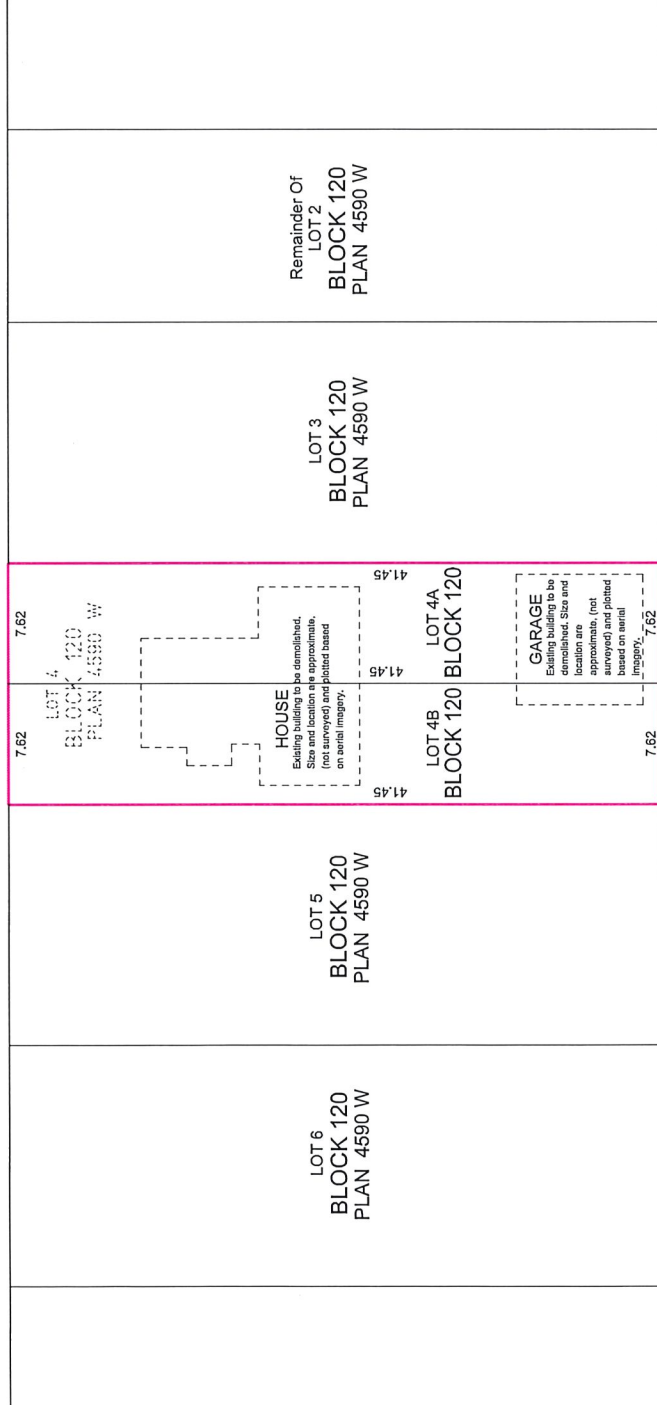 Remainder Of
LOT 2
BLOCK 120
PLAN 4590 W
LOT 3
BLOCK 120
PLAN 4590 W
7.62
7.62
LOT 4
BLOCK 120
PLAN 4590 W
HOUSE
Existing building to be demolished.
Size and location are approximate,
(not surveyed) and plotted based
on aerial imagery.
41.45
41.45
41.45
LOT 4A
BLOCK 120
LOT 4B
BLOCK 120
GARAGE
Existing building to be
demolished, Size and
location are
approximate, (not
surveyed) and plotted
based on aerial
imagery.
7.62
7.62
LOT 5
BLOCK 120
PLAN 4590 W
LOT 6
BLOCK 120
PLAN 4590 W